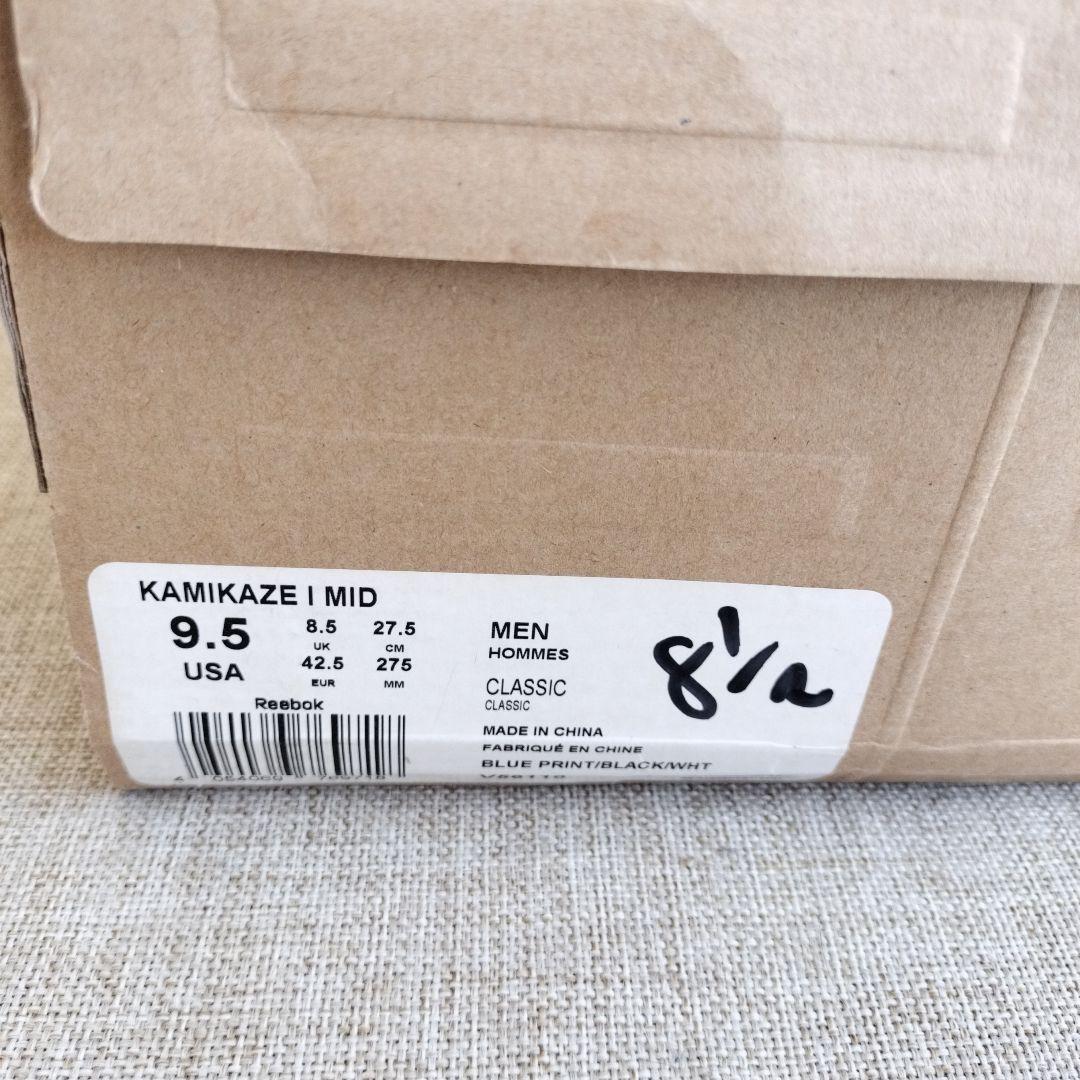 KAMIKAZE I MID
9.5
USA
8.5
UK
27.5
CM
42.5
EUR
275
MM
Reebok
MEN
HOMMES
CLASSIC
CLASSIC
MADE IN CHINA
FABRIQUÉ EN CHINE
BLUE PRINT/BLACK/WHT
8 1/2